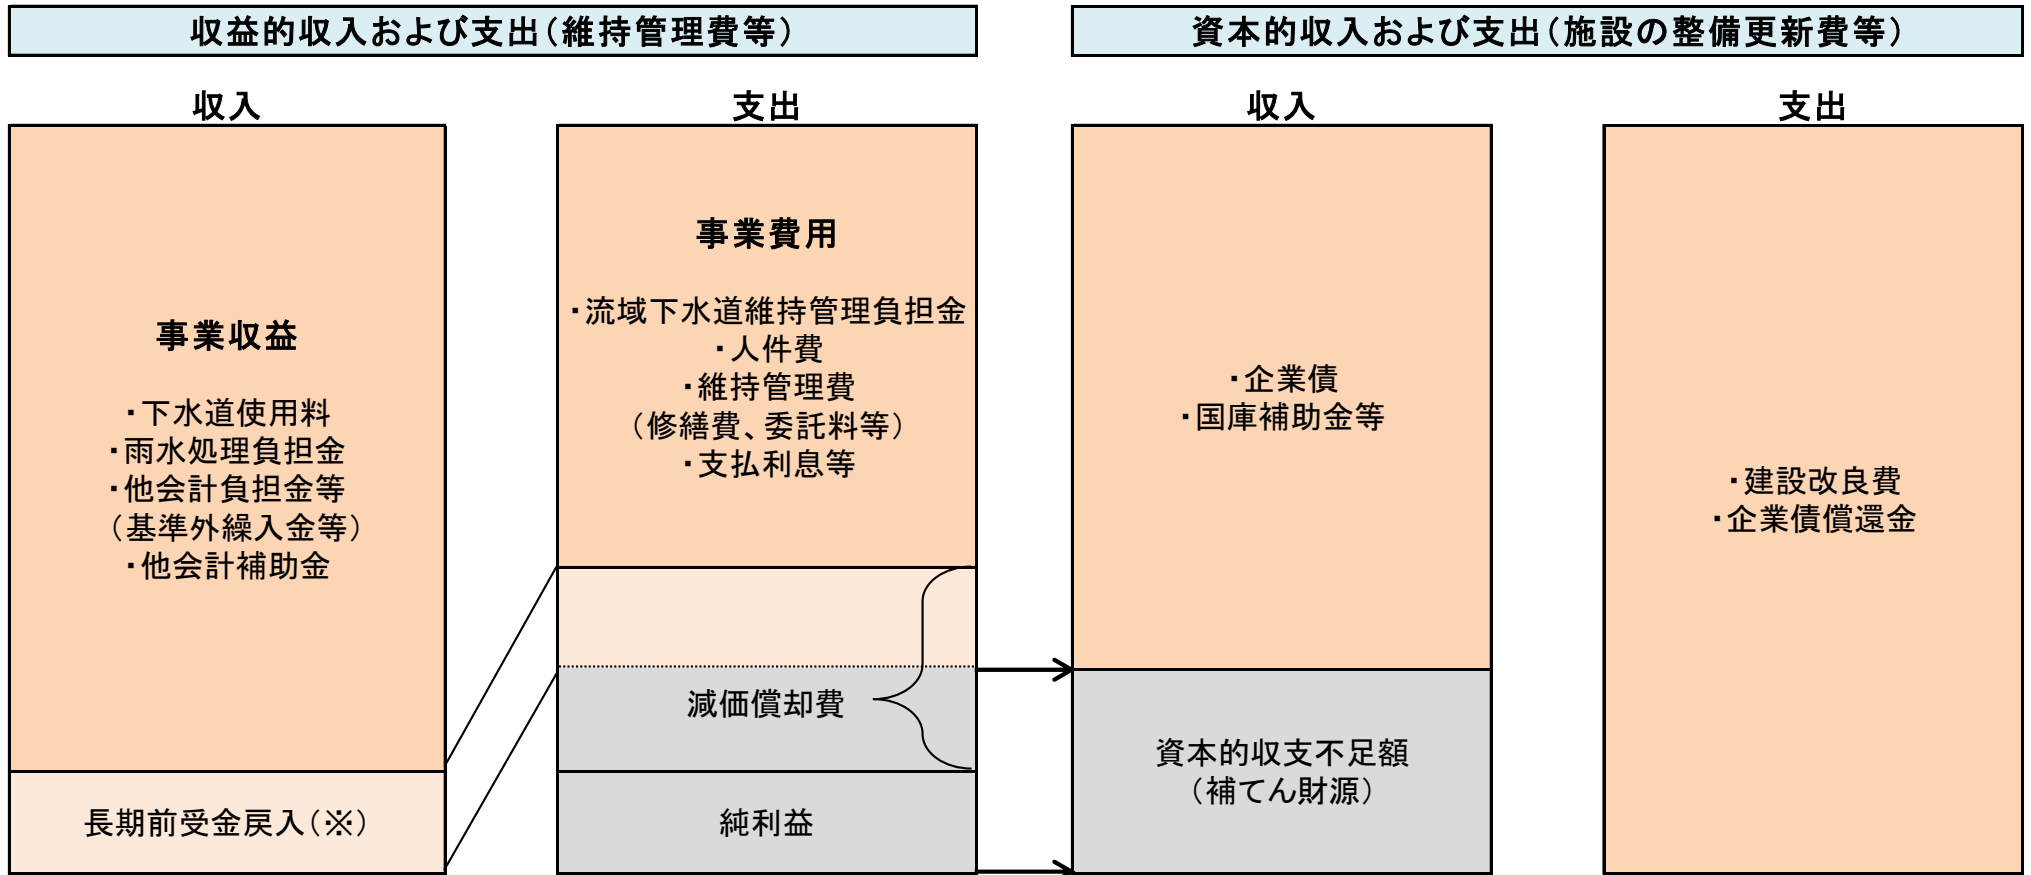 収益的収入および支出（維持管理費等）
資本的収入および支出（施設の整備更新費等）
収入
支出
収入
支出
事業収益
・下水道使用料
・雨水処理負担金
・他会計負担金等
（基準外繰入金等）
・他会計補助金
長期前受金戻入（※）
事業費用
・流域下水道維持管理負担金
・人件費
・維持管理費
（修繕費、委託料等）
・支払利息等
減価償却費
純利益
・企業債
・国庫補助金等
資本的収支不足額
（補てん財源）
・建設改良費
・企業債償還金